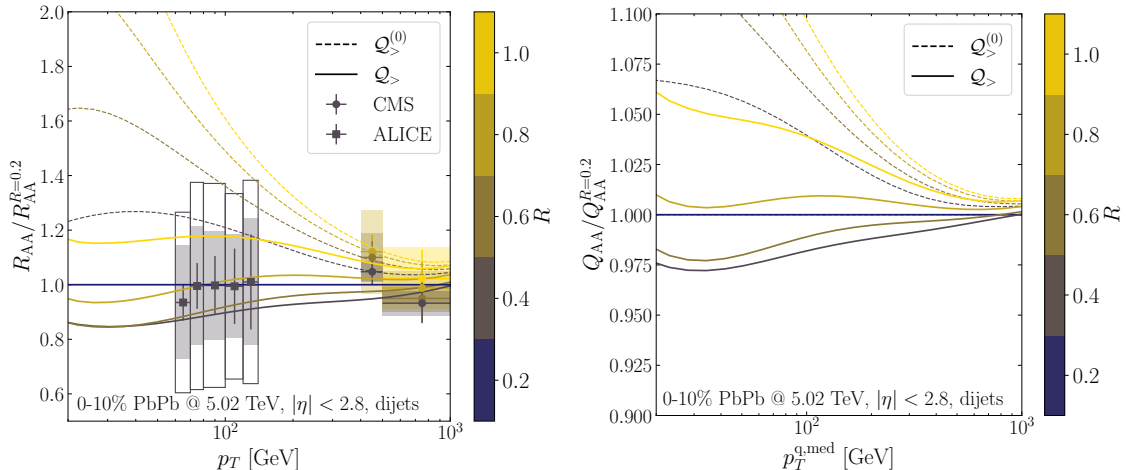 2.0
1.8
1.6
1.4
1.2
1.0
0.8
0.6
R_AA/R_AA^{R=0.2}
Q_>^{(0)}
Q_>
CMS
ALICE
0-10% PbPb @ 5.02 TeV, |η| < 2.8, dijets
10^2
10^3
p_T [GeV]
1.0
0.8
0.6
0.4
0.2
R
1.100
1.075
1.050
1.025
1.000
0.975
0.950
0.925
0.900
Q_AA/Q_AA^{R=0.2}
Q_>^{(0)}
Q_>
0-10% PbPb @ 5.02 TeV, |η| < 2.8, dijets
10^2
10^3
p_T^{q,med} [GeV]
1.0
0.8
0.6
0.4
0.2
R